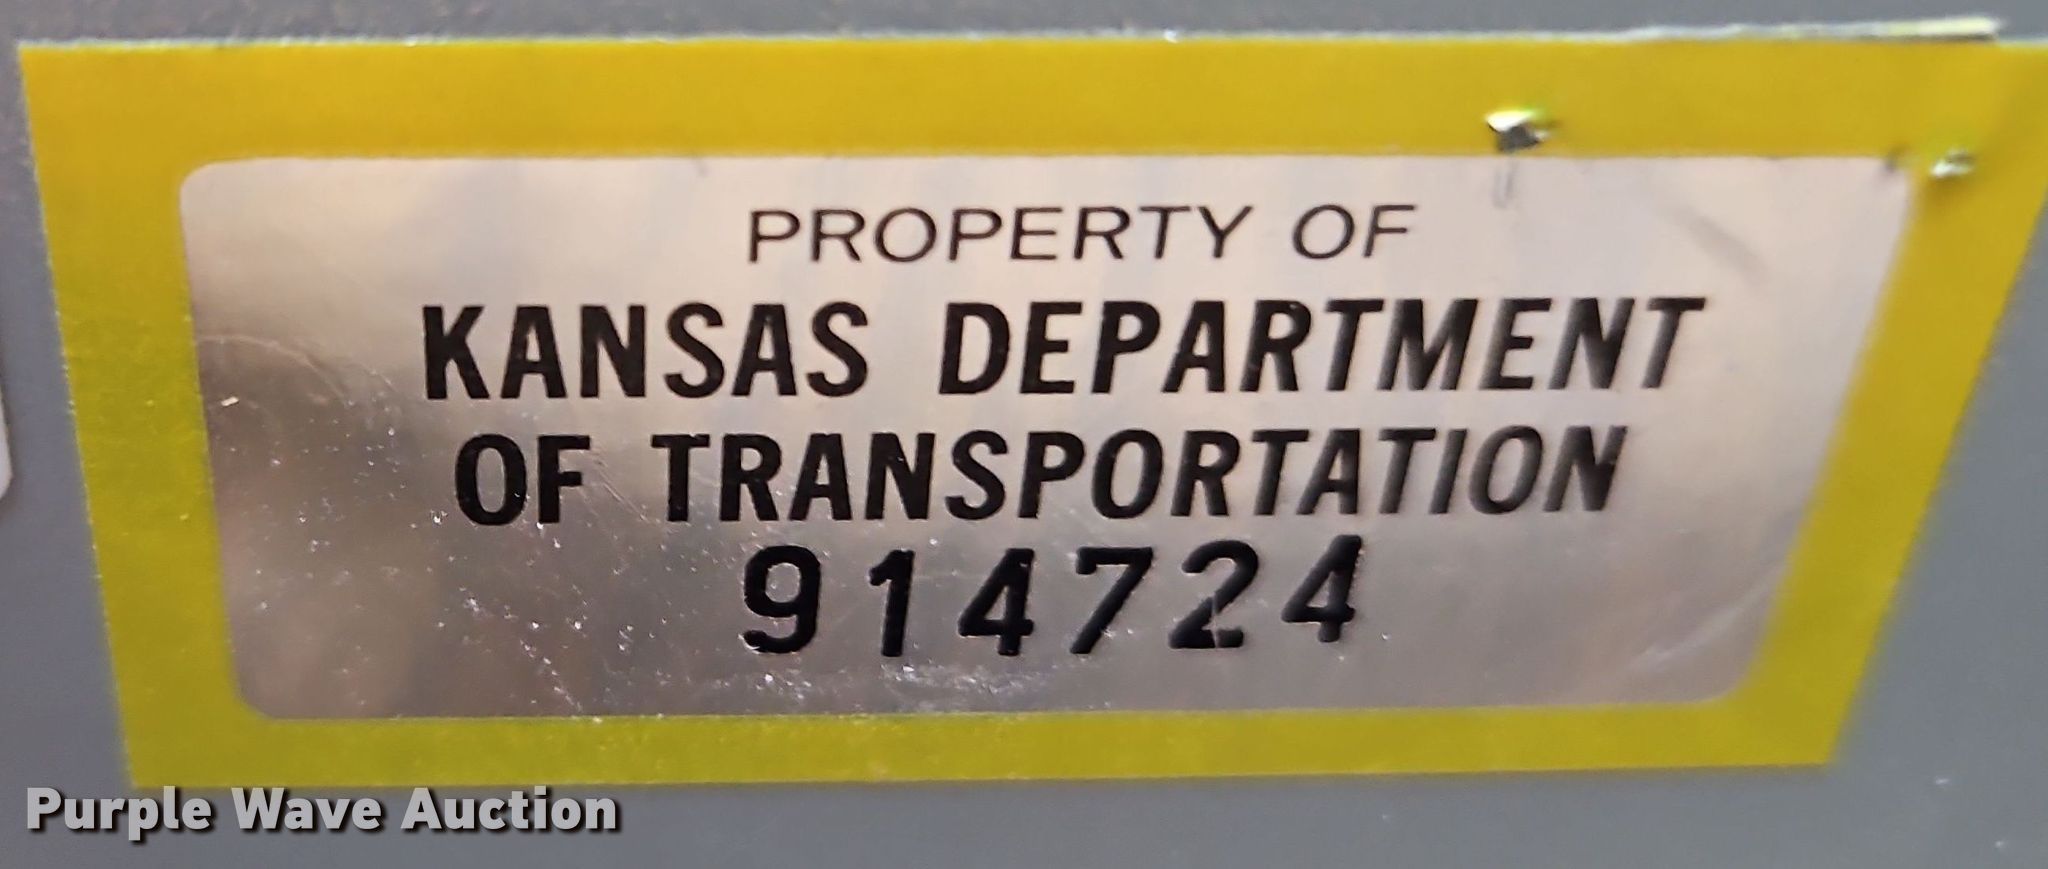 PROPERTY OF
KANSAS DEPARTMENT
OF TRANSPORTATION
914724
Purple Wave Auction